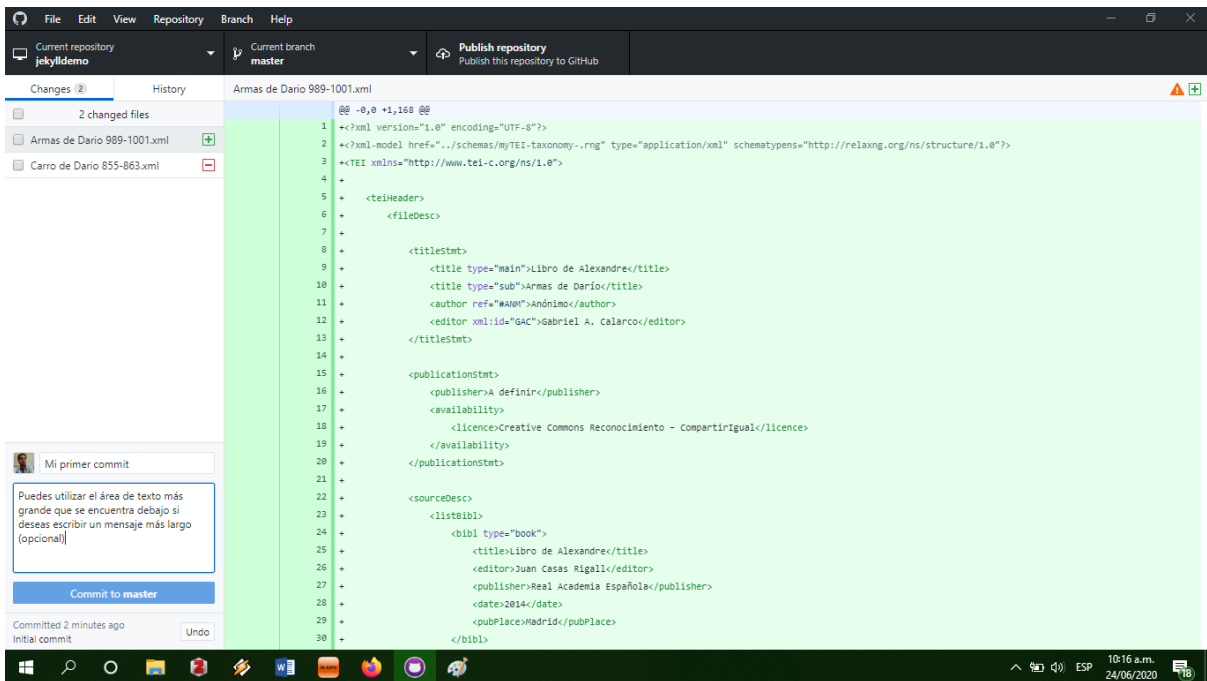 File Edit View Repository Branch Help
Current repository
jekylldemo
Current branch
master
Publish repository
Publish this repository to GitHub
Changes 2 History
Armas de Dario 989-1001.xml
2 changed files
Armas de Dario 989-1001.xml
Carro de Dario 855-863.xml
@@ -0,0 +1,168 @@
1 +<?xml version="1.0" encoding="UTF-8"?>
2 +<?xml-model href="../schemas/myTEI-taxonomy-.rng" type="application/xml" schematypens="http://relaxng.org/ns/structure/1.0"?>
3 +<TEI xmlns="http://www.tei-c.org/ns/1.0">
4 +
5 + <teiHeader>
6 + <fileDesc>
7 +
8 + <titleStmt>
9 + <title type="main">Libro de Alexandre</title>
10 + <title type="sub">Armas de Darío</title>
11 + <author ref="#ANM">Anónimo</author>
12 + <editor xml:id="GAC">Gabriel A. Calarco</editor>
13 + </titleStmt>
14 +
15 + <publicationStmt>
16 + <publisher>A definir</publisher>
17 + <availability>
18 + <licence>Creative Commons Reconocimiento – CompartirIgual</licence>
19 + </availability>
20 + </publicationStmt>
21 +
22 + <sourceDesc>
23 + <listBibl>
24 + <bibl type="book">
25 + <title>Libro de Alexandre</title>
26 + <editor>Juan Casas Rigall</editor>
27 + <publisher>Real Academia Española</publisher>
28 + <date>2014</date>
29 + <pubPlace>Madrid</pubPlace>
30 + </bibl>
Mi primer commit
Puedes utilizar el área de texto más
grande que se encuentra debajo si
deseas escribir un mensaje más largo
(opcional)
Commit to master
Committed 2 minutes ago
Initial commit
Undo
ESP
10:16 a.m.
24/06/2020
18